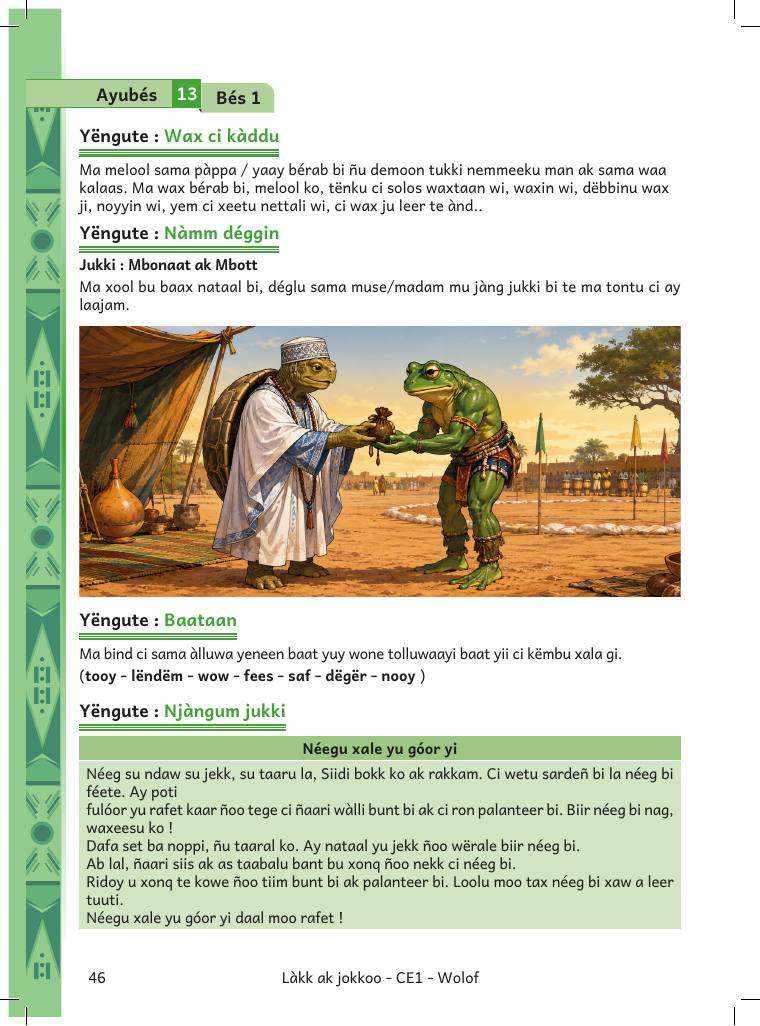 Ayubés 13 Bés 1
Yëngute : Wax ci kàddu
Ma melool sama pàppa / yaay bérab bi ñu demoon tukki nemmeeku man ak sama waa
kalaas. Ma wax bérab bi, melool ko, tënku ci solos waxtaan wi, waxin wi, dëbbinu wax
ji, noyyin wi, yem ci xeetu nettali wi, ci wax ju leer te ànd..
Yëngute : Nàmm déggin
Jukki : Mbonaat ak Mbott
Ma xool bu baax nataal bi, déglu sama muse/madam mu jàng jukki bi te ma tontu ci ay
laajam.
Yëngute : Baataan
Ma bind ci sama àlluwa yeneen baat yuy wone tolluwaayi baat yii ci këmbu xala gi.
(tooy - lëndëm - wow - fees - saf - dëgër - nooy )
Yëngute : Njàngum jukki
Néegu xale yu góor yi
Néeg su ndaw su jekk, su taaru la, Siidi bokk ko ak rakkam. Ci wetu sardeñ bi la néeg bi
féete. Ay poti
fulóor yu rafet kaar ñoo tege ci ñaari wàlli bunt bi ak ci ron palanteer bi. Biir néeg bi nag,
waxeesu ko !
Dafa set ba noppi, ñu taaral ko. Ay nataal yu jekk ñoo wërale biir néeg bi.
Ab lal, ñaari siis ak as taabalu bant bu xonq ñoo nekk ci néeg bi.
Ridoy u xonq te kowe ñoo tiim bunt bi ak palanteer bi. Loolu moo tax néeg bi xaw a leer
tuuti.
Néegu xale yu góor yi daal moo rafet !
46 Làkk ak jokkoo - CE1 - Wolof